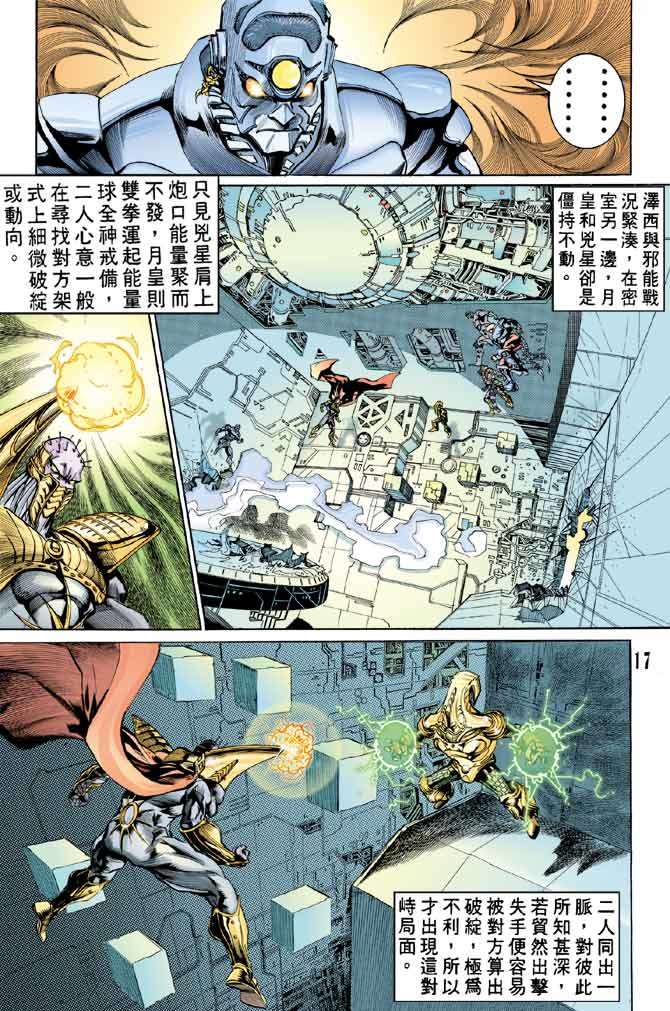 ⋯⋯
⋯⋯
澤西與邪能戰
況緊湊，在密
室另一邊，月
皇和兇星卻是
僵持不動。
只見兇星肩上
炮口能量聚而
不發，月皇則
雙拳運起能量
球全神戒備，
二人心意一般
在尋找對方架
式上細微破綻
或動向。
17
二人同出一
脈，對彼此
所知甚深，
若貿然出擊
失手便容易
被對方算出
破綻，極為
不利，所以
才出現這對
峙局面。